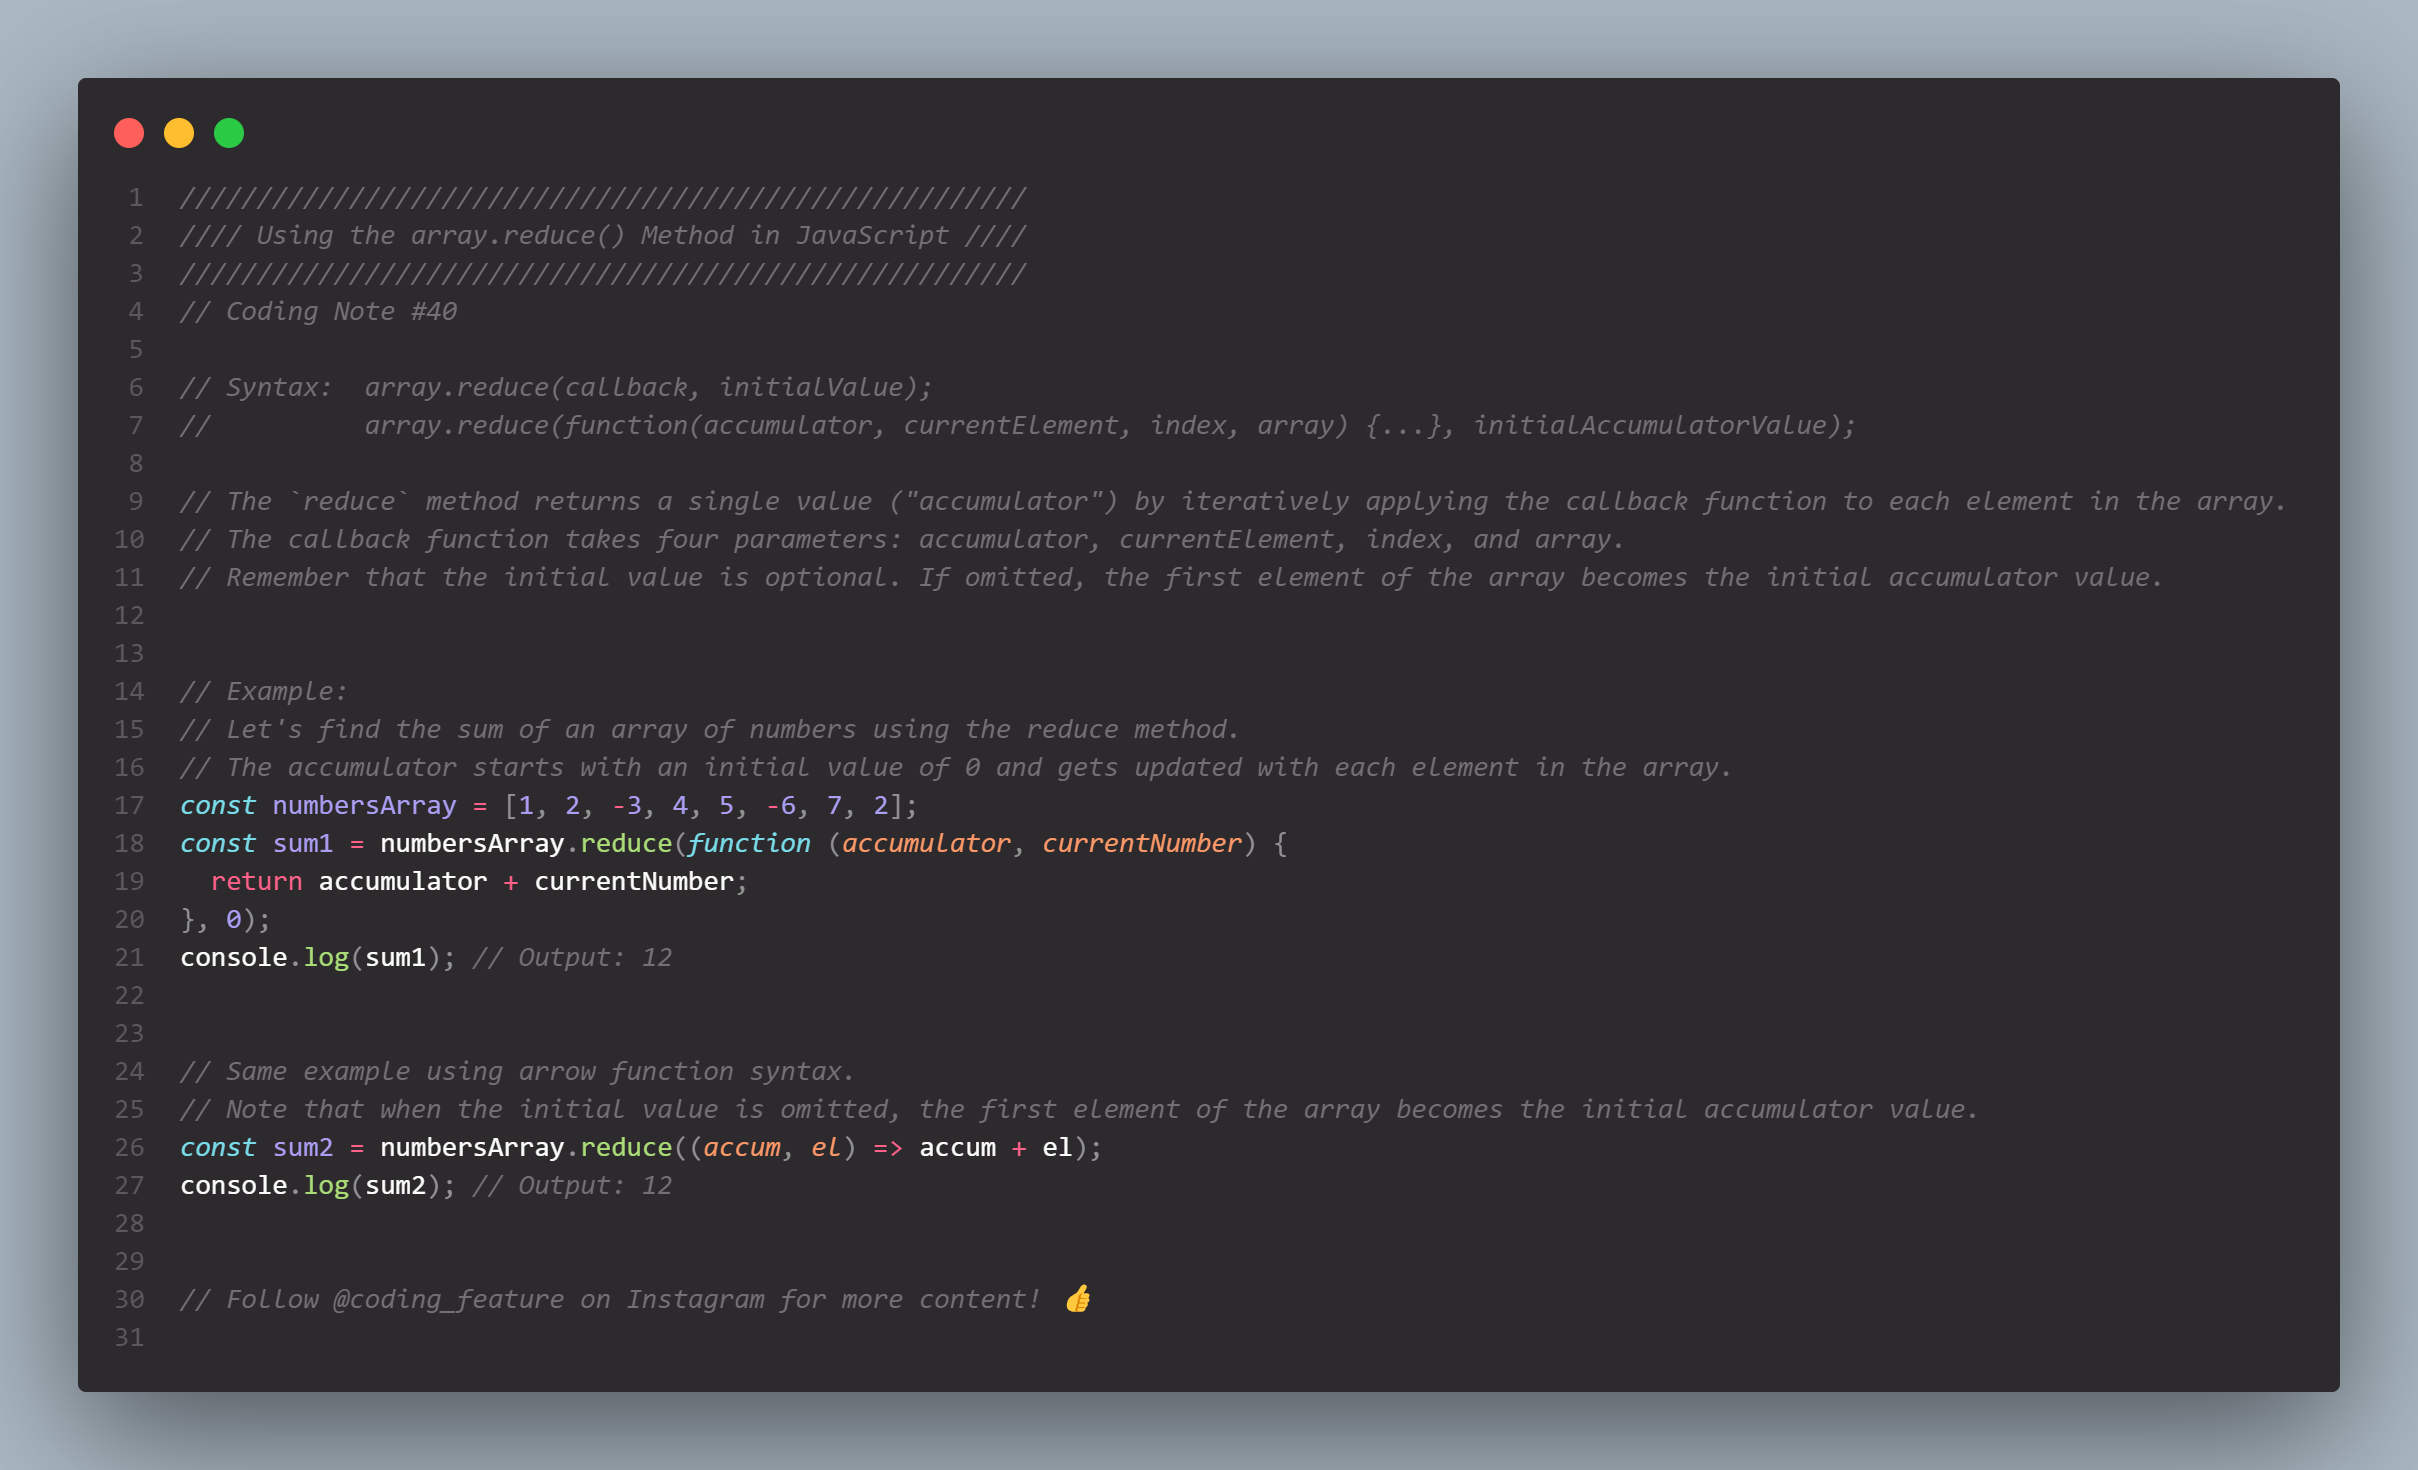 1 ///////////////////////////////////////////////////////
2 //// Using the array.reduce() Method in JavaScript ////
3 ///////////////////////////////////////////////////////
4 // Coding Note #40
5
6 // Syntax:  array.reduce(callback, initialValue);
7 //          array.reduce(function(accumulator, currentElement, index, array) {...}, initialAccumulatorValue);
8
9 // The `reduce` method returns a single value ("accumulator") by iteratively applying the callback function to each element in the array.
10 // The callback function takes four parameters: accumulator, currentElement, index, and array.
11 // Remember that the initial value is optional. If omitted, the first element of the array becomes the initial accumulator value.
12
13
14 // Example:
15 // Let's find the sum of an array of numbers using the reduce method.
16 // The accumulator starts with an initial value of 0 and gets updated with each element in the array.
17 const numbersArray = [1, 2, -3, 4, 5, -6, 7, 2];
18 const sum1 = numbersArray.reduce(function (accumulator, currentNumber) {
19   return accumulator + currentNumber;
20 }, 0);
21 console.log(sum1); // Output: 12
22
23
24 // Same example using arrow function syntax.
25 // Note that when the initial value is omitted, the first element of the array becomes the initial accumulator value.
26 const sum2 = numbersArray.reduce((accum, el) => accum + el);
27 console.log(sum2); // Output: 12
28
29
30 // Follow @coding_feature on Instagram for more content! 👍
31